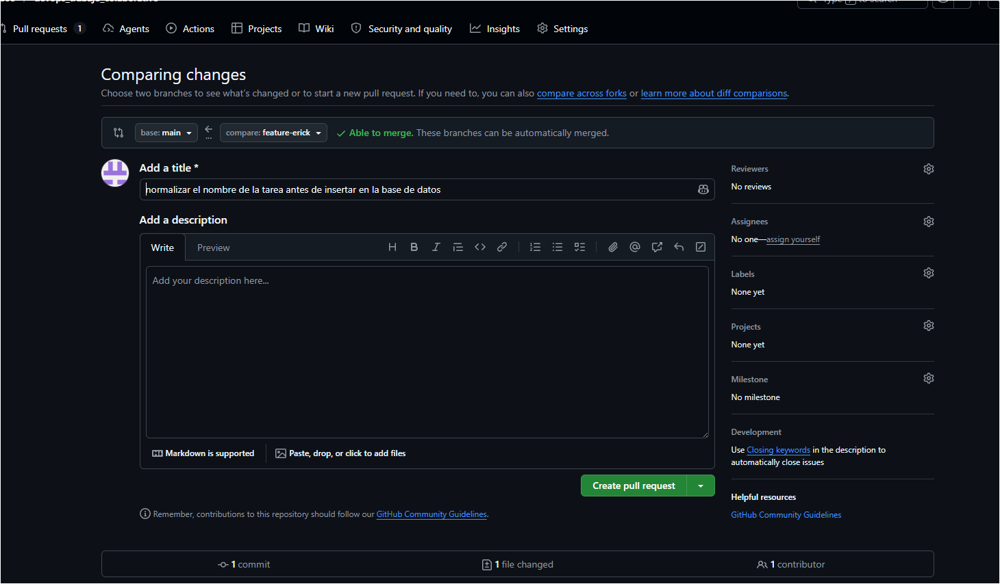 Pull requests 1 Agents Actions Projects Wiki Security and quality Insights Settings
Comparing changes
Choose two branches to see what's changed or to start a new pull request. If you need to, you can also compare across forks or learn more about diff comparisons.
base: main compare: feature-erick Able to merge. These branches can be automatically merged.
Add a title *
normalizar el nombre de la tarea antes de insertar en la base de datos
Add a description
Write Preview
Add your description here...
Markdown is supported Paste, drop, or click to add files
Create pull request
Remember, contributions to this repository should follow our GitHub Community Guidelines.
Reviewers
No reviews
Assignees
No one—assign yourself
Labels
None yet
Projects
None yet
Milestone
No milestone
Development
Use Closing keywords in the description to
automatically close issues
Helpful resources
GitHub Community Guidelines
1 commit 1 file changed 1 contributor